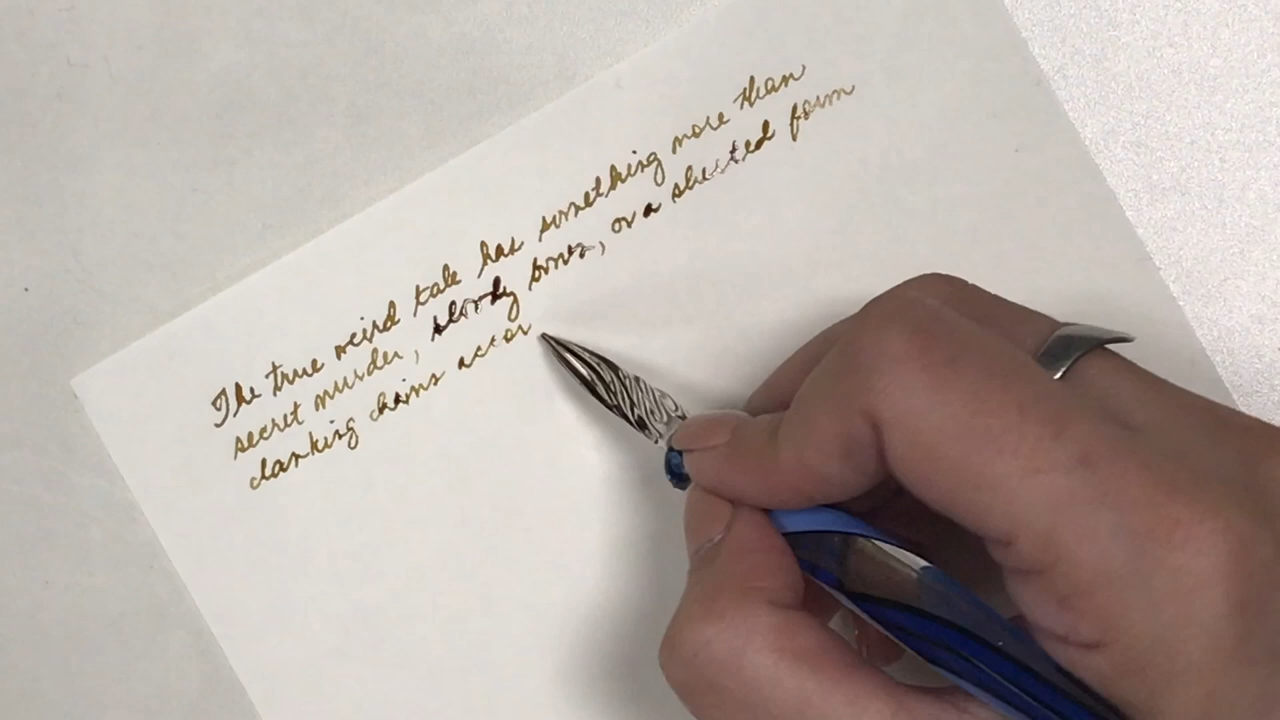 The true weird tale has something more than
secret murder, bloody bones, or a sheeted form
clanking chains accor